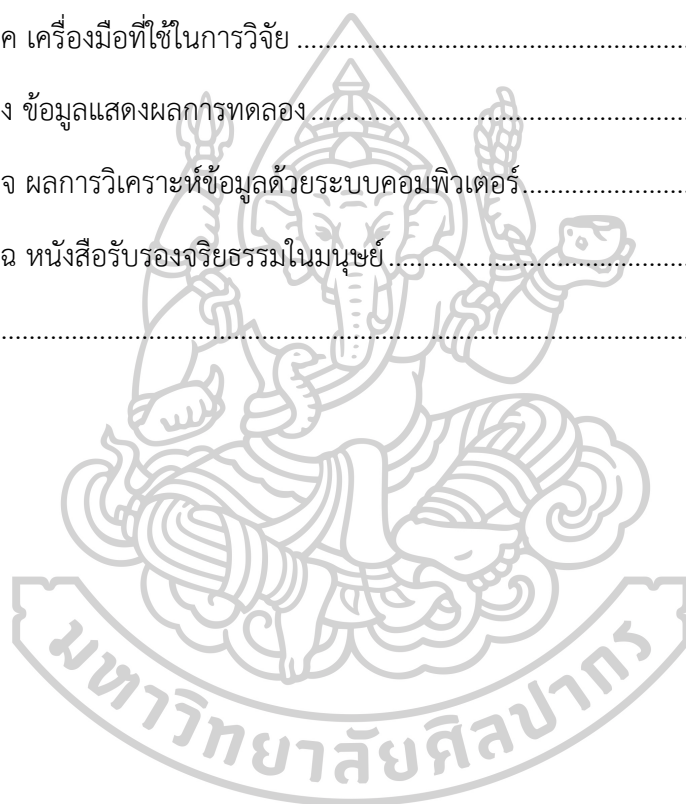 ค เครื่องมือที่ใช้ในการวิจัย ..........................................................
ง ข้อมูลแสดงผลการทดลอง ..........................................................
จ ผลการวิเคราะห์ข้อมูลด้วยระบบคอมพิวเตอร์ .........................
ฉ หนังสือรับรองจริยธรรมในมนุษย์ .............................................
....................................................................................................
มหาวิทยาลัยศิลปากร